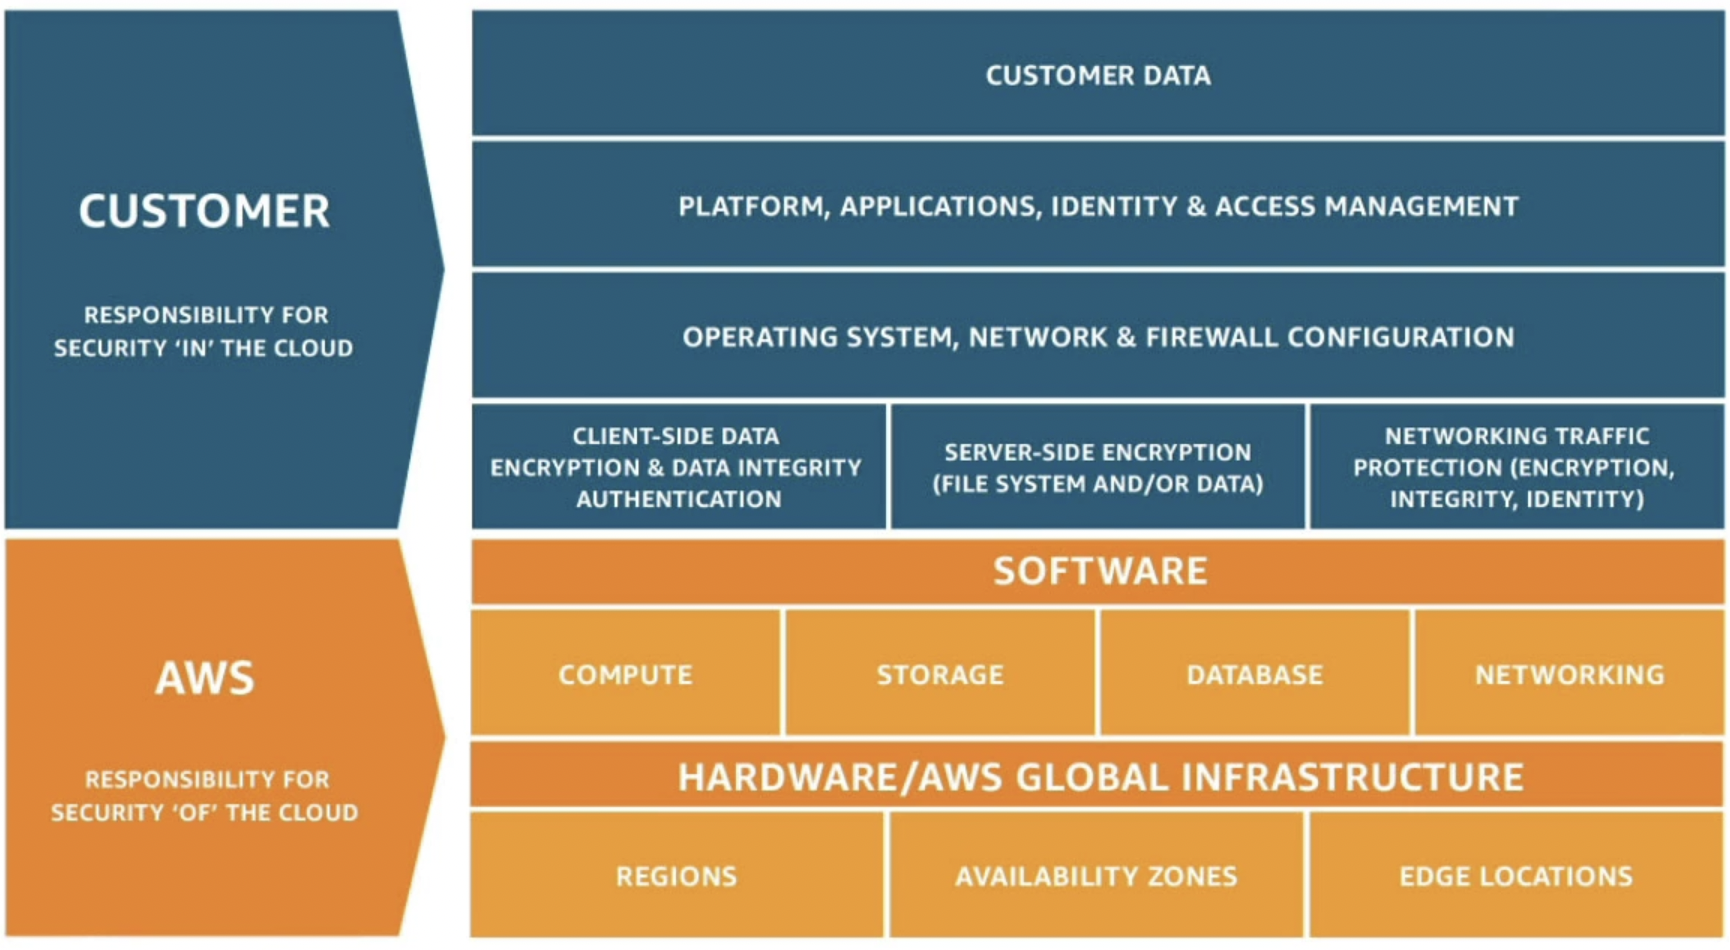 CUSTOMER
RESPONSIBILITY FOR
SECURITY ‘IN’ THE CLOUD
CUSTOMER DATA
PLATFORM, APPLICATIONS, IDENTITY & ACCESS MANAGEMENT
OPERATING SYSTEM, NETWORK & FIREWALL CONFIGURATION
CLIENT-SIDE DATA
ENCRYPTION & DATA INTEGRITY
AUTHENTICATION
SERVER-SIDE ENCRYPTION
(FILE SYSTEM AND/OR DATA)
NETWORKING TRAFFIC
PROTECTION (ENCRYPTION,
INTEGRITY, IDENTITY)
AWS
RESPONSIBILITY FOR
SECURITY ‘OF’ THE CLOUD
SOFTWARE
COMPUTE
STORAGE
DATABASE
NETWORKING
HARDWARE/AWS GLOBAL INFRASTRUCTURE
REGIONS
AVAILABILITY ZONES
EDGE LOCATIONS